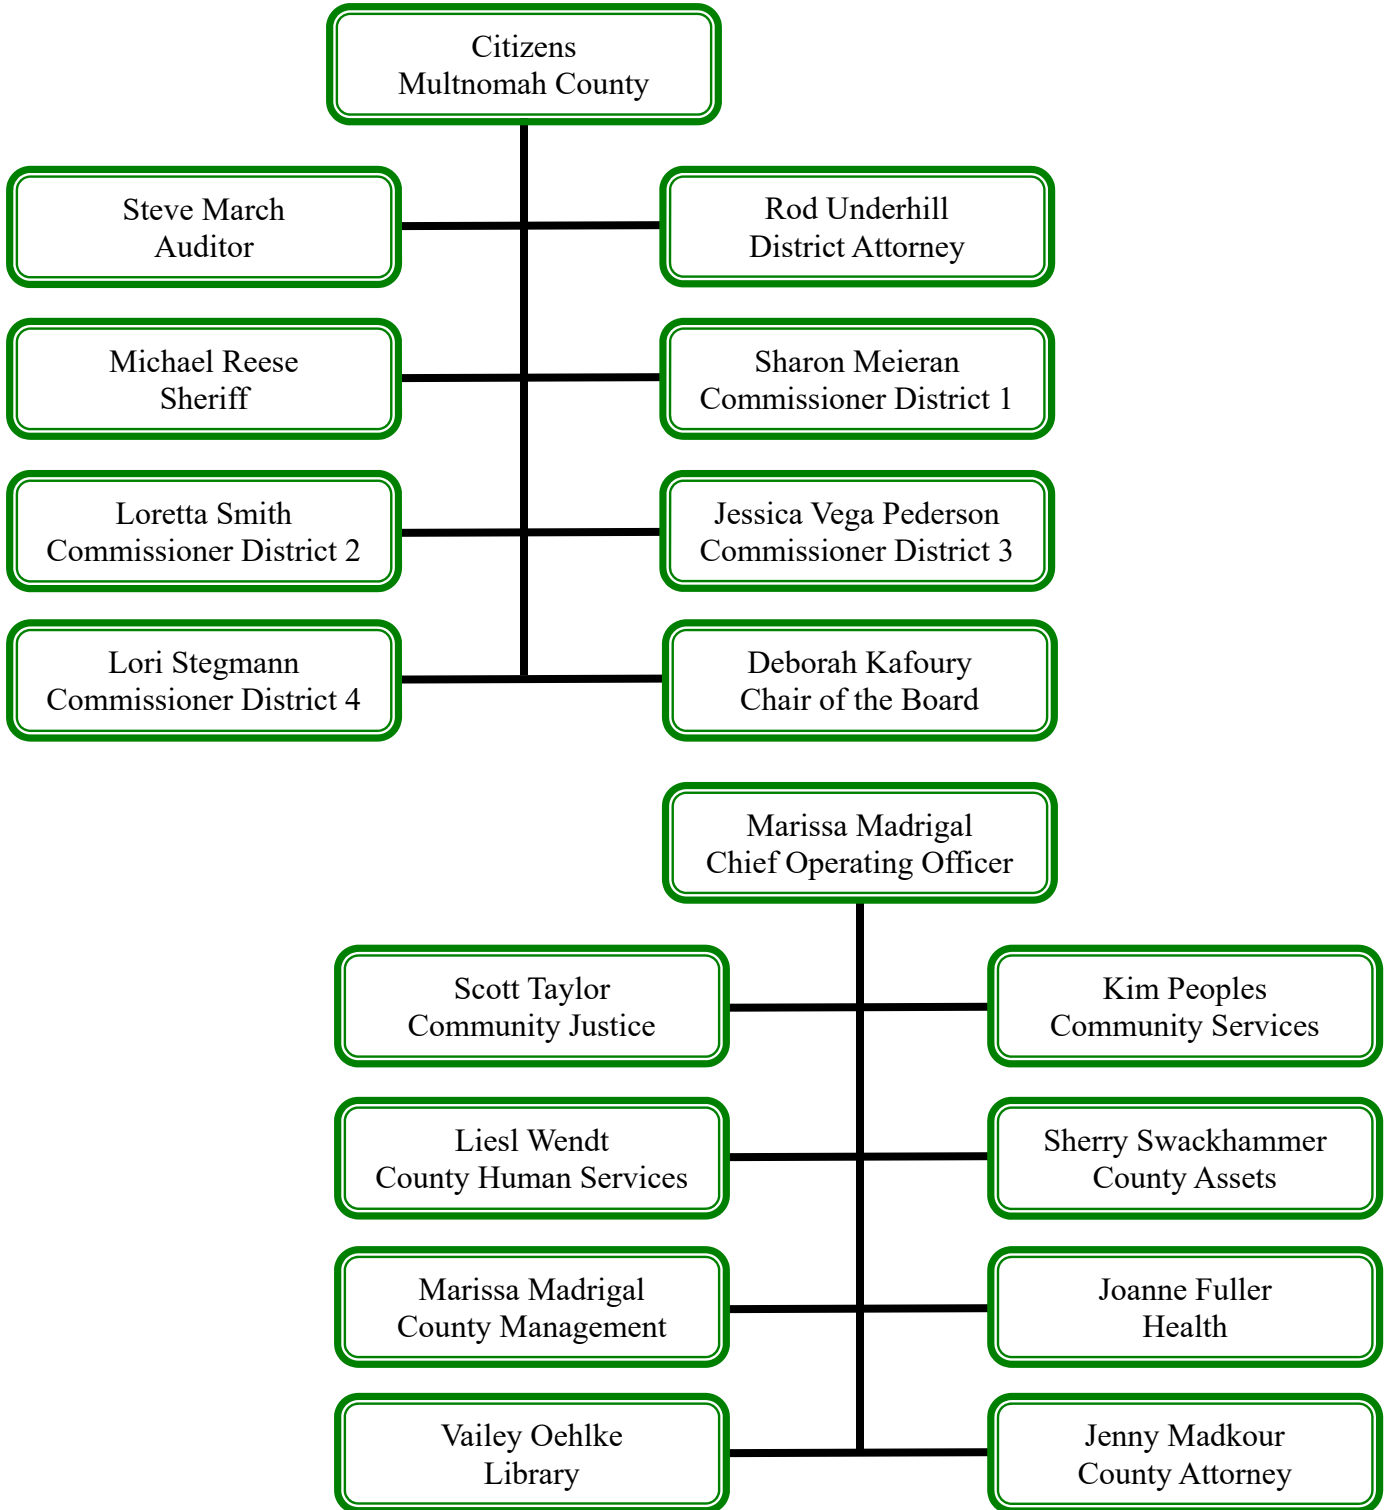 Citizens
Multnomah County
Steve March
Auditor
Rod Underhill
District Attorney
Michael Reese
Sheriff
Sharon Meieran
Commissioner District 1
Loretta Smith
Commissioner District 2
Jessica Vega Pederson
Commissioner District 3
Lori Stegmann
Commissioner District 4
Deborah Kafoury
Chair of the Board
Marissa Madrigal
Chief Operating Officer
Scott Taylor
Community Justice
Kim Peoples
Community Services
Liesl Wendt
County Human Services
Sherry Swackhammer
County Assets
Marissa Madrigal
County Management
Joanne Fuller
Health
Vailey Oehlke
Library
Jenny Madkour
County Attorney